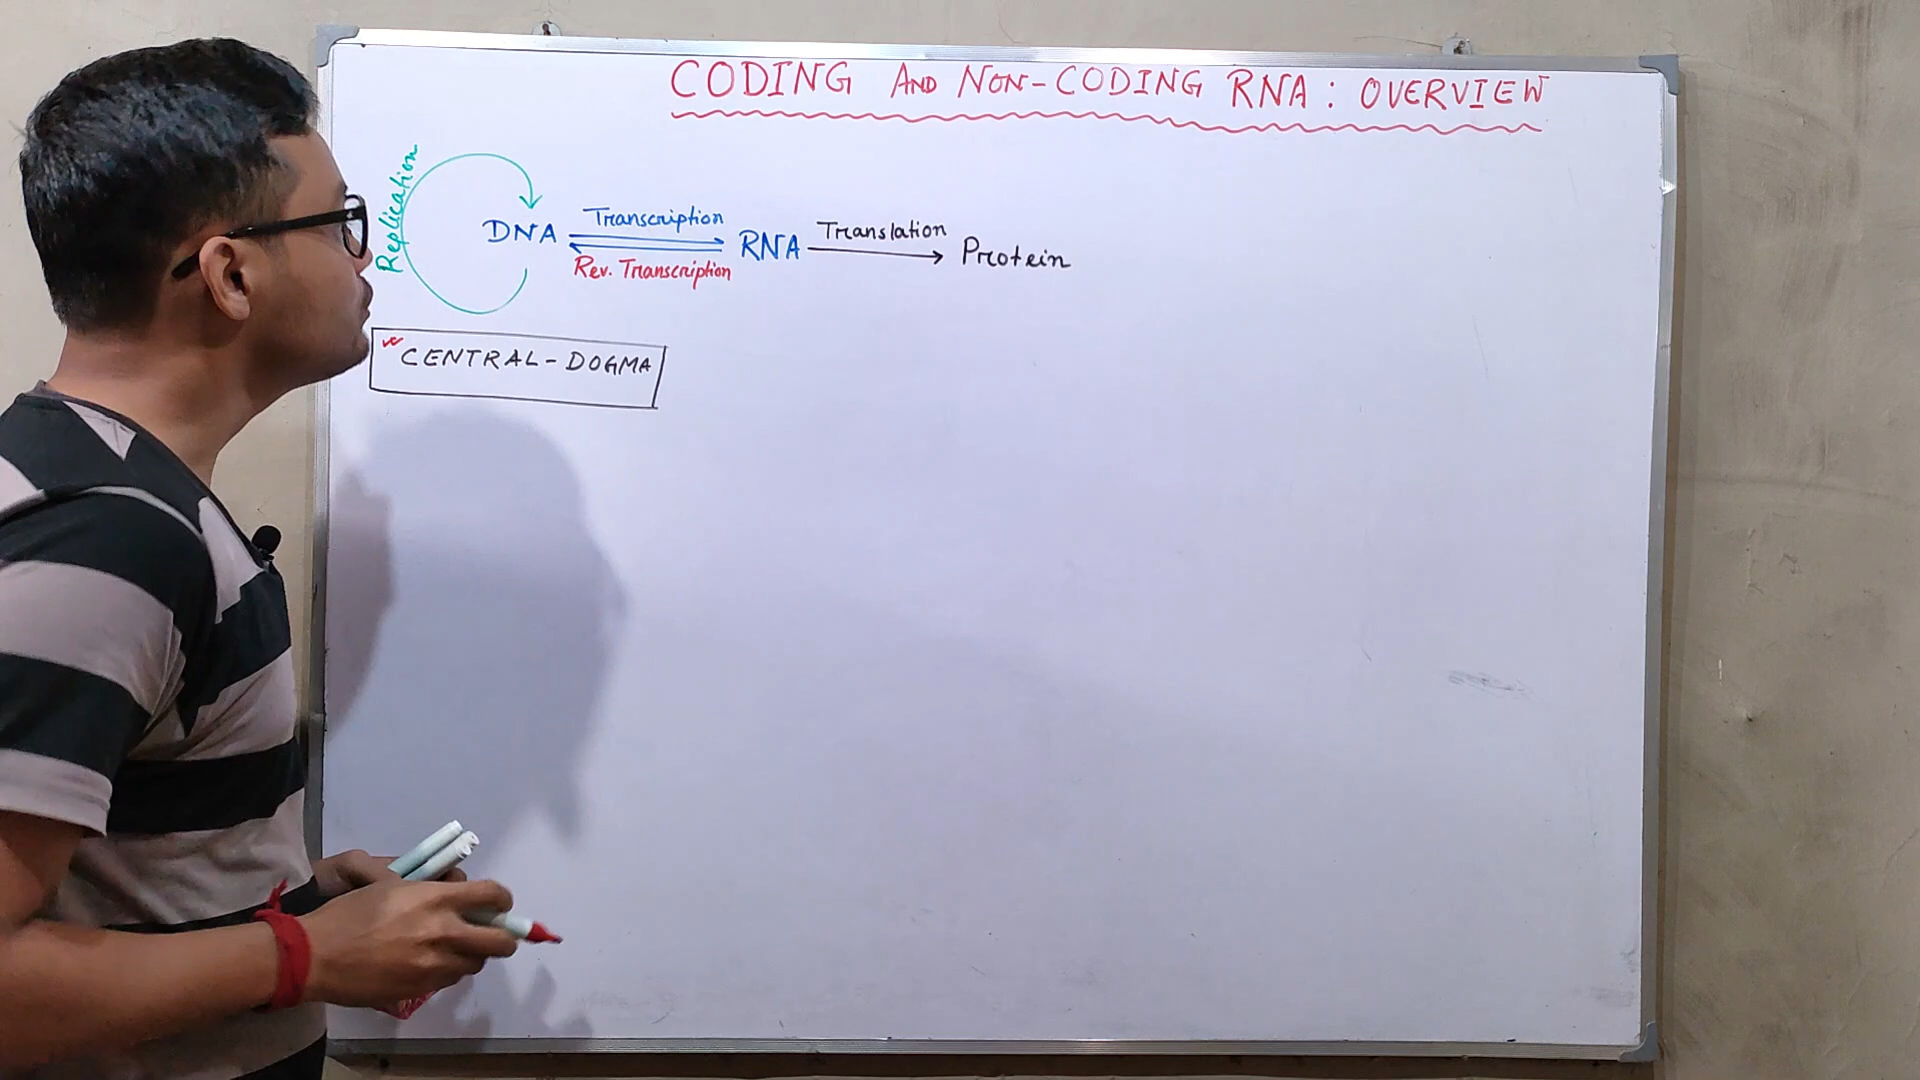 CODING AND NON-CODING RNA: OVERVIEW
Replication
DNA Transcription RNA Translation Protein
Rev. Transcription
CENTRAL-DOGMA